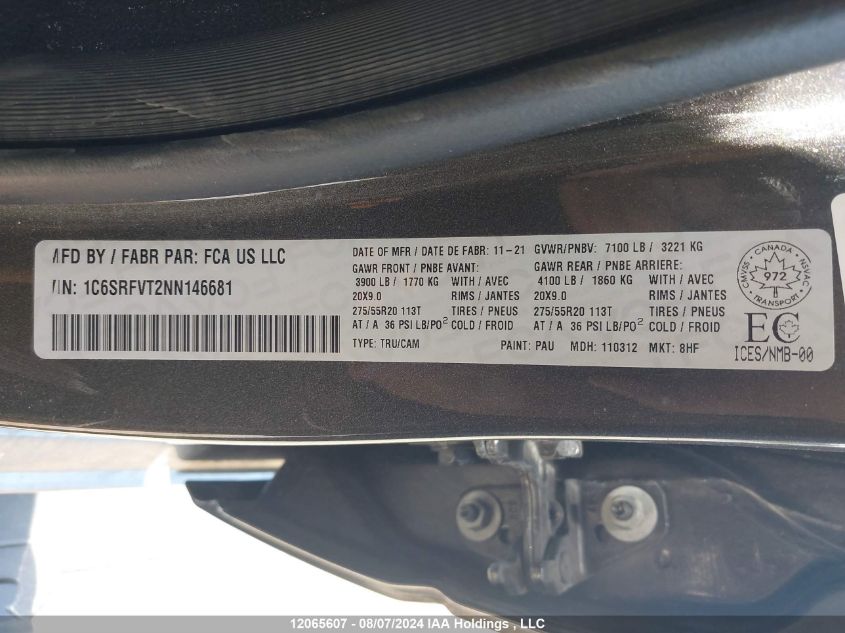 MFD BY / FABR PAR: FCA US LLC
DATE OF MFR / DATE DE FABR: 11-21 GVWR/PNBV: 7100 LB / 3221 KG
GAWR FRONT / PNBE AVANT: GAWR REAR / PNBE ARRIERE:
3900 LB / 1770 KG WITH / AVEC 4100 LB / 1860 KG WITH / AVEC
20X9.0 RIMS / JANTES 20X9.0 RIMS / JANTES
275/55R20 113T TIRES / PNEUS 275/55R20 113T TIRES / PNEUS
AT / A 36 PSI LB/PO² COLD / FROID AT / A 36 PSI LB/PO² COLD / FROID
VIN: 1C6SRFVT2NN146681
TYPE: TRU/CAM PAINT: PAU MDH: 110312 MKT: 8HF
CANADA
CMVSS 972 NSVAC
TRANSPORT
EC
ICES/NMB-00
12065607 - 08/07/2024 IAA Holdings , LLC